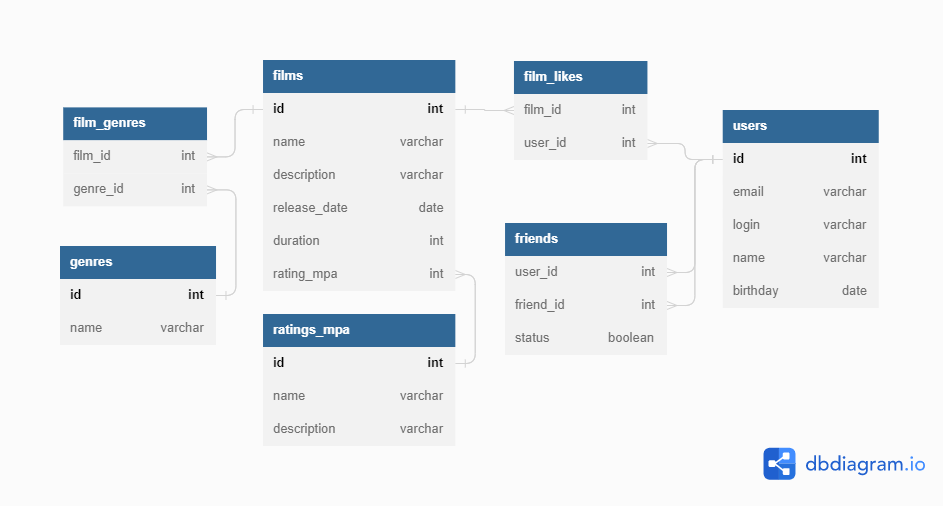 films
id int
name varchar
description varchar
release_date date
duration int
rating_mpa int
film_likes
film_id int
user_id int
film_genres
film_id int
genre_id int
users
id int
email varchar
login varchar
name varchar
birthday date
friends
user_id int
friend_id int
status boolean
genres
id int
name varchar
ratings_mpa
id int
name varchar
description varchar
dbdiagram.io